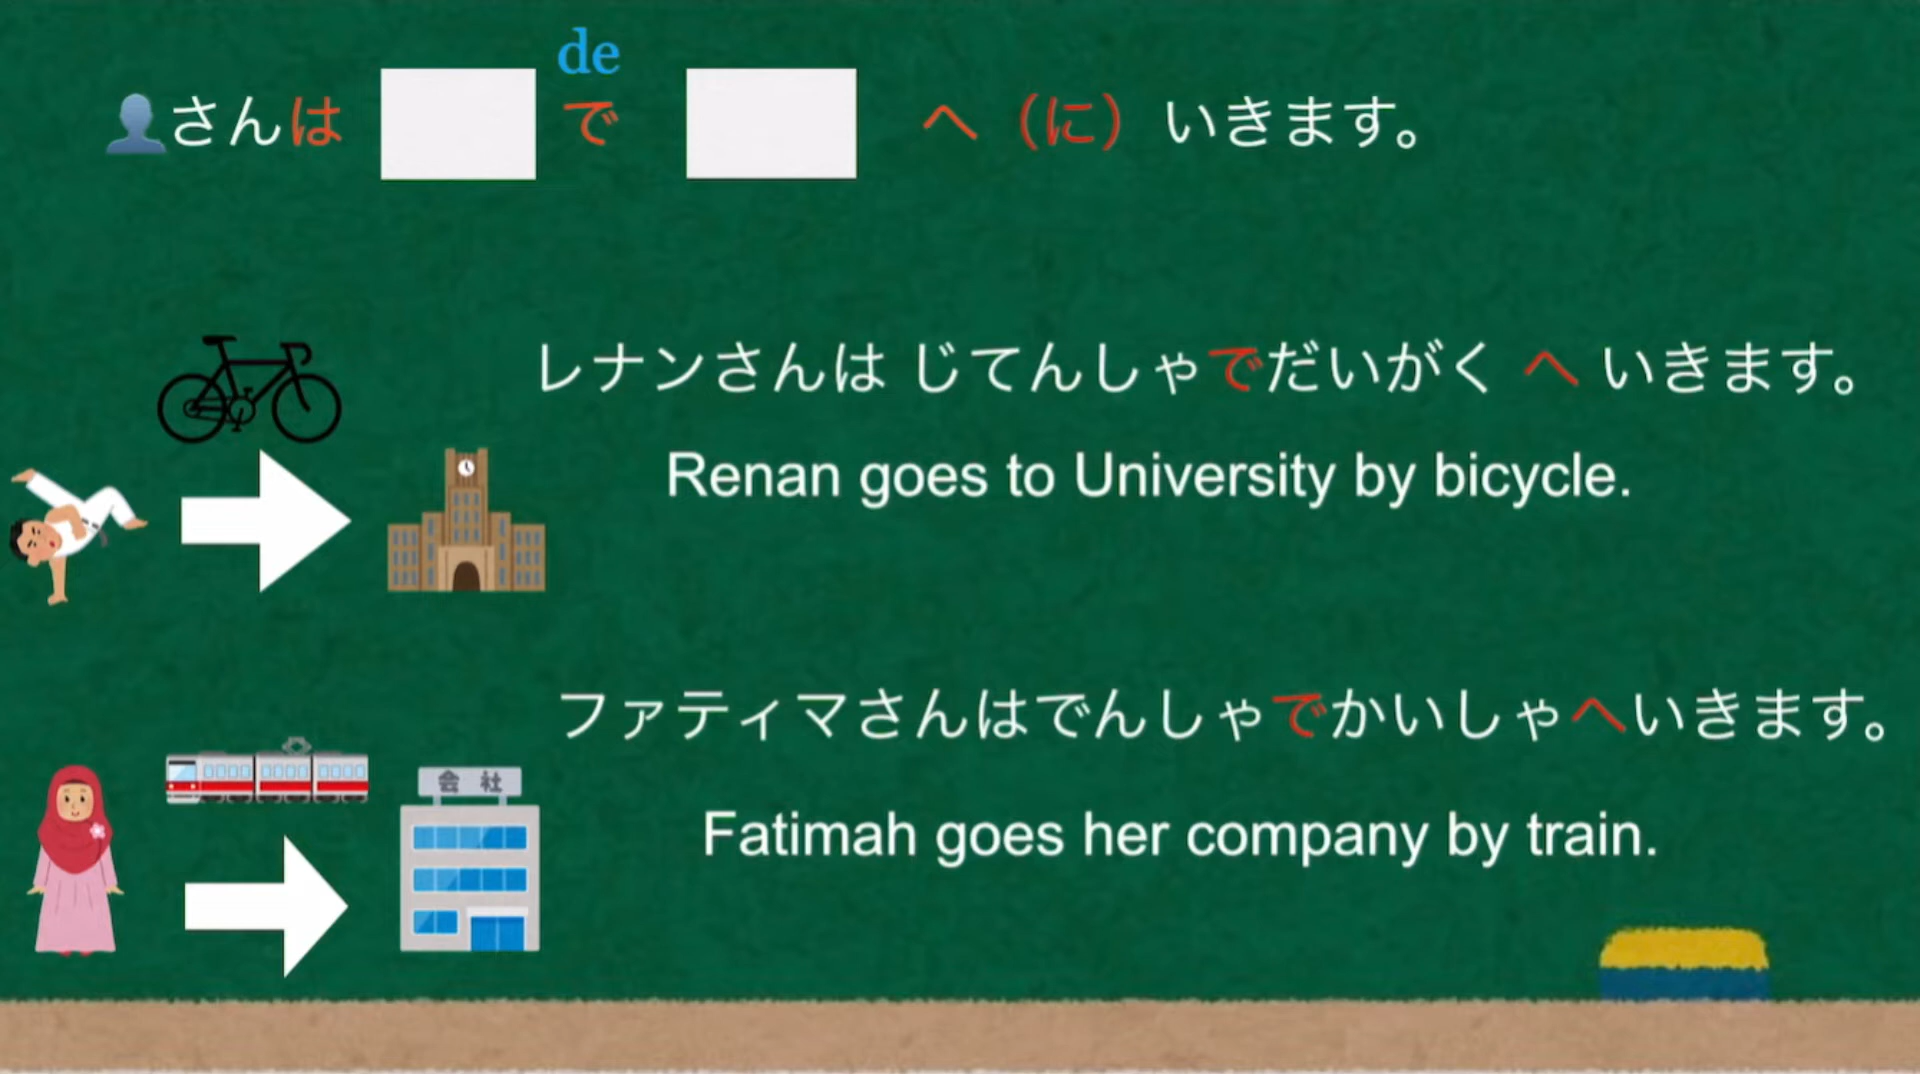 de
さんは で へ（に）いきます。
レナンさんは じてんしゃでだいがく へ いきます。
Renan goes to University by bicycle.
ファティマさんはでんしゃでかいしゃへいきます。
会社
Fatimah goes her company by train.